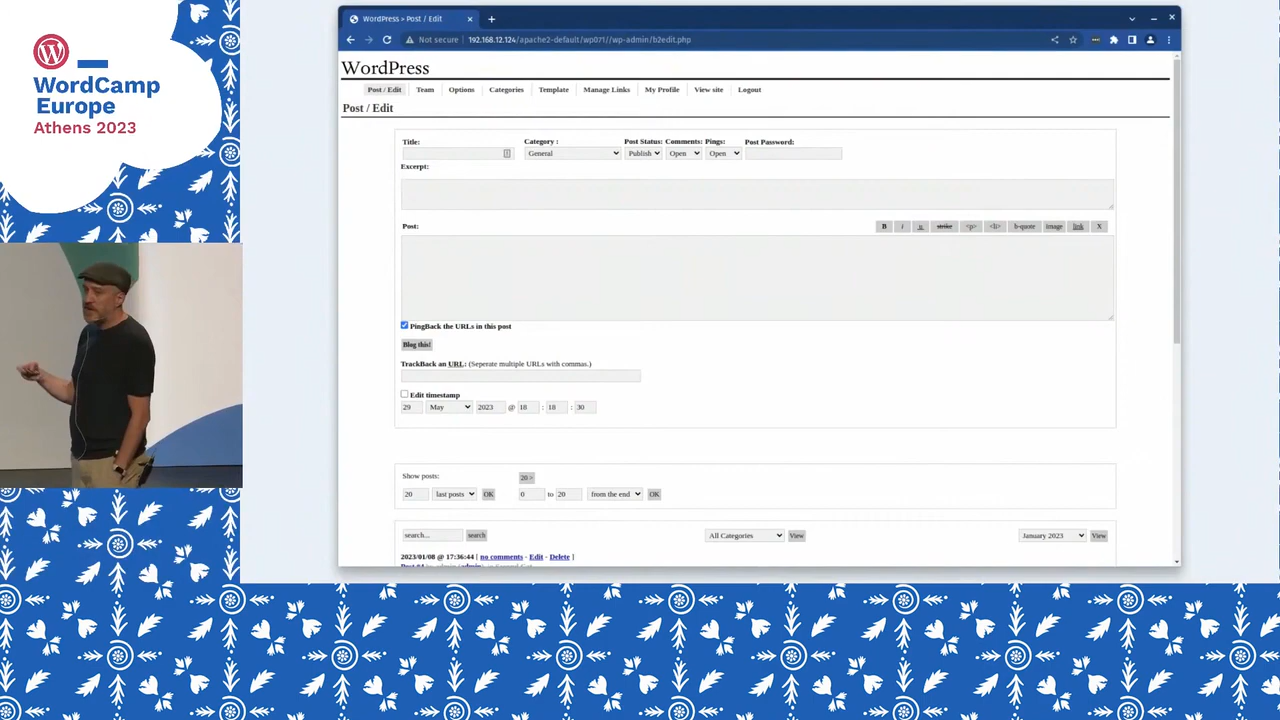 WordCamp
Europe
Athens 2023
WordPress > Post / Edit
Not secure 192.168.12.124/apache2-default/wp071//wp-admin/b2edit.php
WordPress
Post / Edit Team Options Categories Template Manage Links My Profile View site Logout
Post / Edit
Title: Category : Post Status: Comments: Pings: Post Password:
General Publish Open Open
Excerpt:
Post: B i u strike <p> <li> b-quote image link X
PingBack the URLs in this post
Blog this!
TrackBack an URL: (Seperate multiple URLs with commas.)
Edit timestamp
29 May 2023 @ 18 : 18 : 30
Show posts: 20 >
20 last posts OK 0 to 20 from the end OK
search... search All Categories View January 2023 View
2023/01/08 @ 17:36:44 [ no comments - Edit - Delete ]